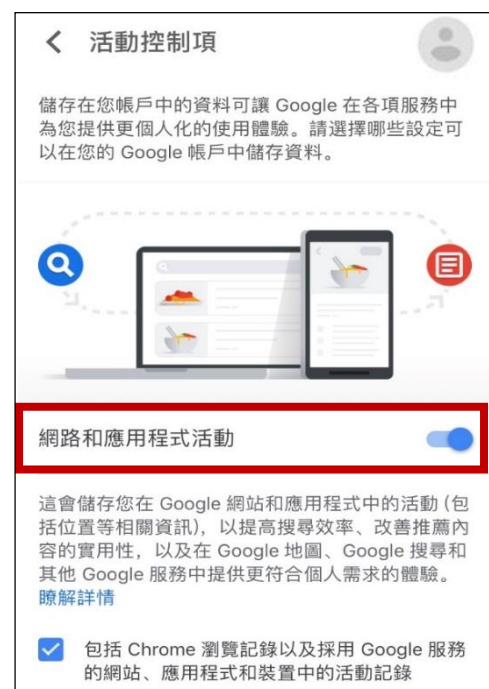 活動控制項
儲存在您帳戶中的資料可讓 Google 在各項服務中
為您提供更個人化的使用體驗。請選擇哪些設定可
以在您的 Google 帳戶中儲存資料。
網路和應用程式活動
這會儲存您在 Google 網站和應用程式中的活動 (包
括位置等相關資訊)，以提高搜尋效率、改善推薦內
容的實用性，以及在 Google 地圖、Google 搜尋和
其他 Google 服務中提供更符合個人需求的體驗。
瞭解詳情
包括 Chrome 瀏覽記錄以及採用 Google 服務
的網站、應用程式和裝置中的活動記錄